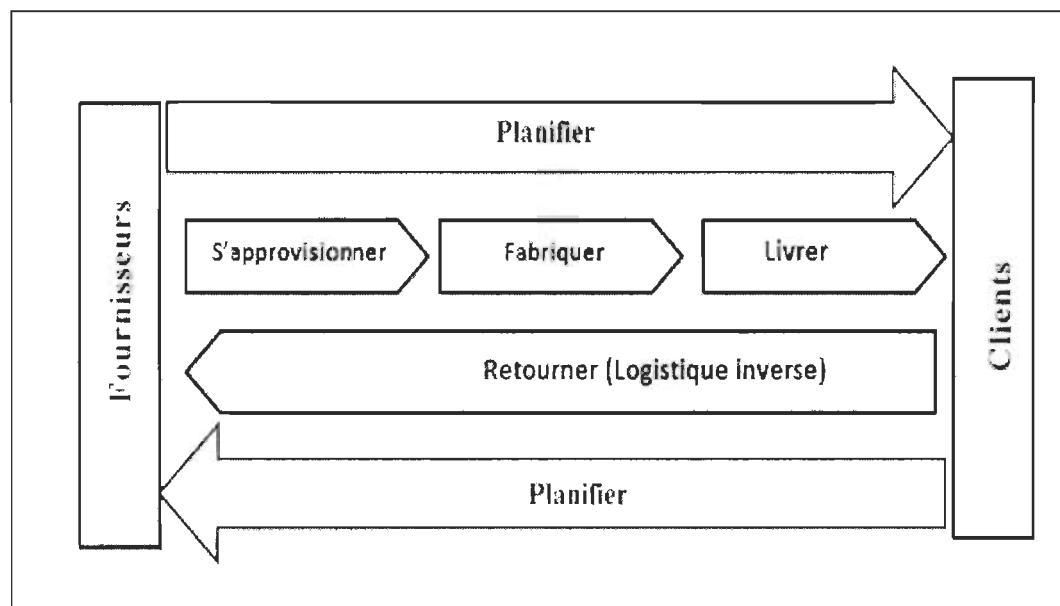 Planifier
Fournisseurs
S'approvisionner
Fabriquer
Livrer
Clients
Retourner (Logistique inverse)
Planifier